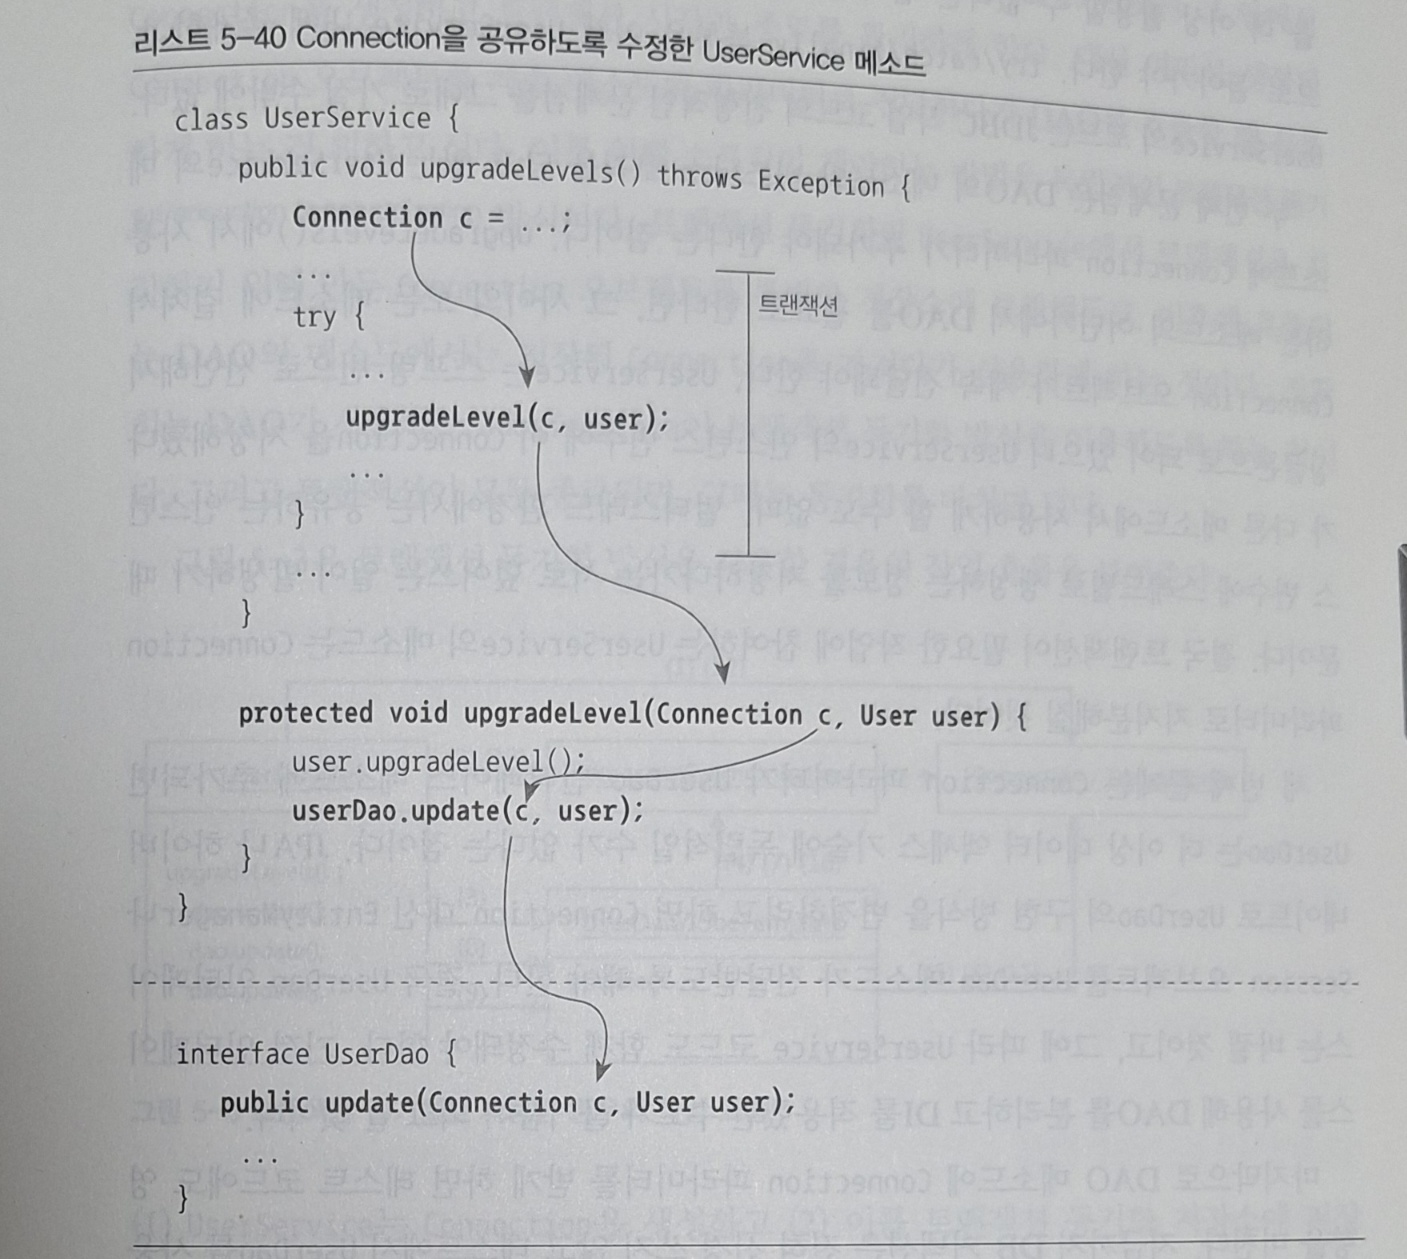 리스트 5-40 Connection을 공유하도록 수정한 UserService 메소드
class UserService {
public void upgradeLevels() throws Exception {
Connection c = ...;
...
트랜잭션
try {
...
upgradeLevel(c, user);
...
}
...
}
protected void upgradeLevel(Connection c, User user) {
user.upgradeLevel();
userDao.update(c, user);
}
}
interface UserDao {
public update(Connection c, User user);
...
}